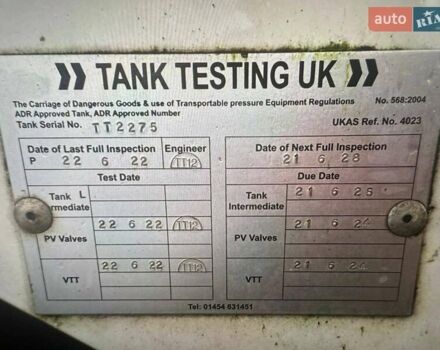 auto RIA
TANK TESTING UK
The Carriage of Dangerous Goods & use of Transportable pressure Equipment Regulations No. 568:2004
ADR Approved Tank, ADR Approved Number
Tank Serial No. TT2275 UKAS Ref. No. 4023
Date of Last Full Inspection Engineer
P 22 6 22 TT12
Test Date
Tank L
rmediate
PV Valves 22 6 22 TT12
VTT 22 6 22 TT12
Date of Next Full Inspection
21 6 28
Due Date
Tank 21 6 25
Intermediate
PV Valves 21 6 24
VTT 21 6 24
Tel: 01454 631451